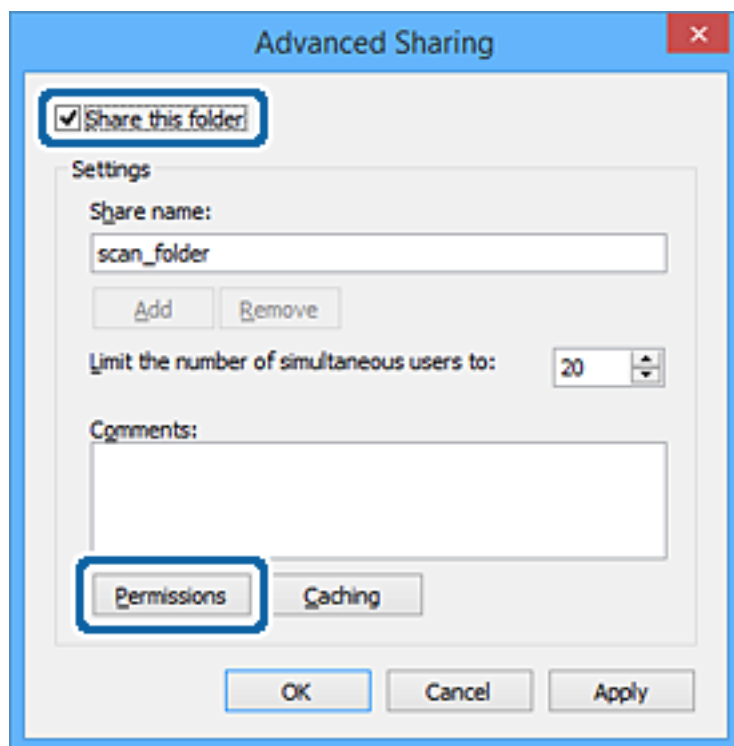 Advanced Sharing
Share this folder
Settings
Share name:
scan_folder
Add Remove
Limit the number of simultaneous users to: 20
Comments:
Permissions Caching
OK Cancel Apply